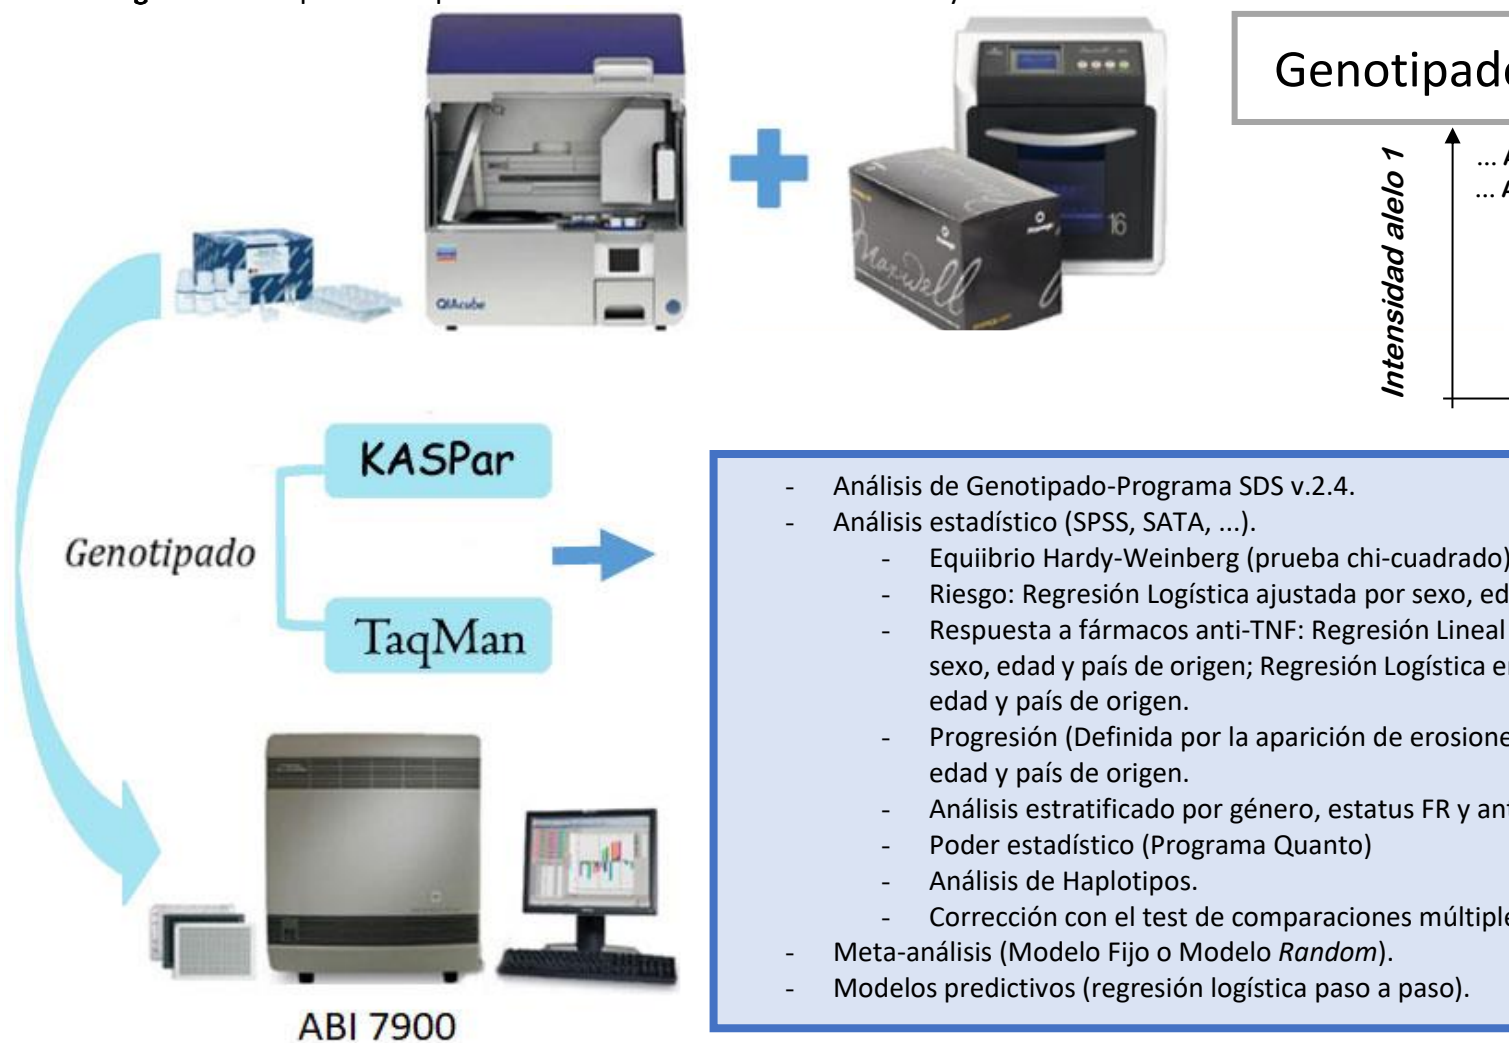 Genotipado
Intensidad alelo 1
... A
... A
QIAcube
Maxwell
16
KASPar
Genotipado
TaqMan
- Análisis de Genotipado-Programa SDS v.2.4.
- Análisis estadístico (SPSS, SATA, ...).
- Equiibrio Hardy-Weinberg (prueba chi-cuadrado)
- Riesgo: Regresión Logística ajustada por sexo, ed
- Respuesta a fármacos anti-TNF: Regresión Lineal
sexo, edad y país de origen; Regresión Logística e
edad y país de origen.
- Progresión (Definida por la aparición de erosione
edad y país de origen.
- Análisis estratificado por género, estatus FR y an
- Poder estadístico (Programa Quanto)
- Análisis de Haplotipos.
- Corrección con el test de comparaciones múltiple
- Meta-análisis (Modelo Fijo o Modelo Random).
- Modelos predictivos (regresión logística paso a paso).
ABI 7900